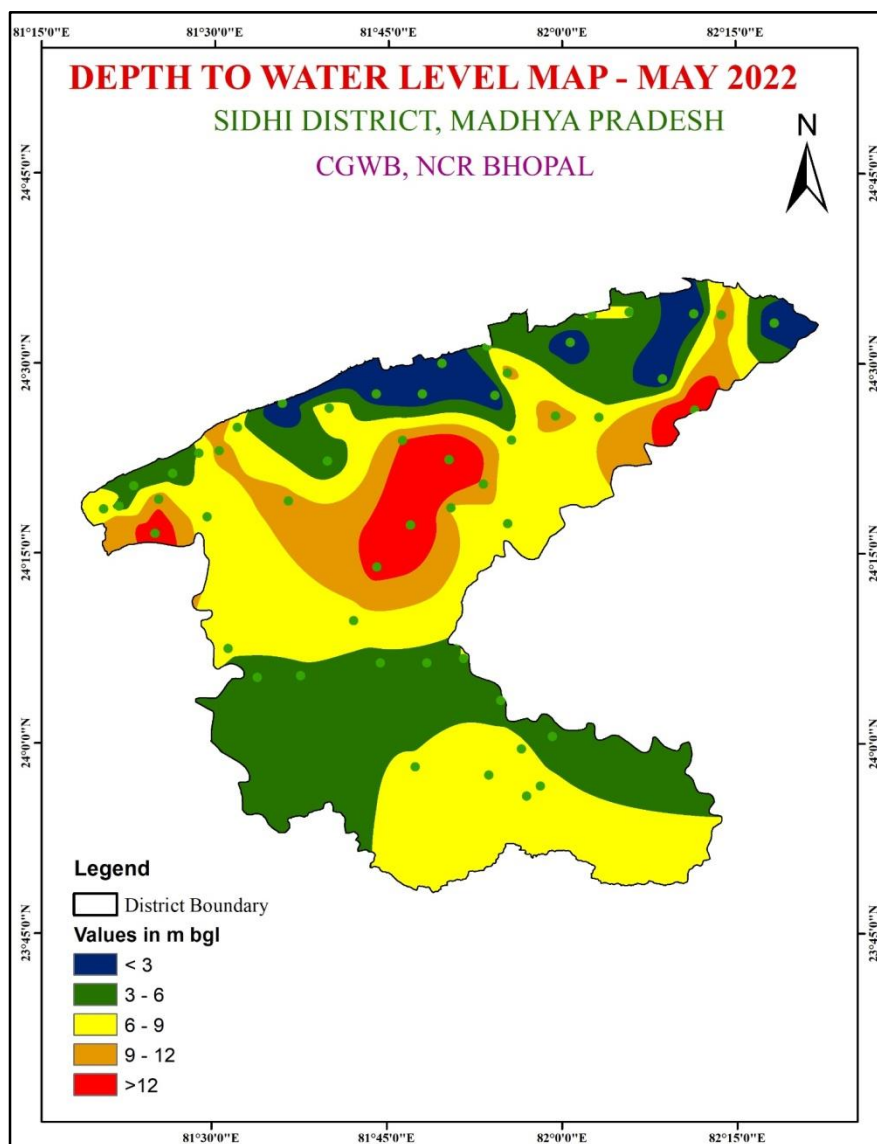 81°15'0"E 81°30'0"E 81°45'0"E 82°0'0"E 82°15'0"E
DEPTH TO WATER LEVEL MAP - MAY 2022
SIDHI DISTRICT, MADHYA PRADESH
CGWB, NCR BHOPAL
N
24°45'0"N 24°45'0"N
24°30'0"N 24°30'0"N
24°15'0"N 24°15'0"N
24°0'0"N 24°0'0"N
23°45'0"N 23°45'0"N
Legend
District Boundary
Values in m bgl
< 3
3 - 6
6 - 9
9 - 12
>12
81°30'0"E 81°45'0"E 82°0'0"E 82°15'0"E